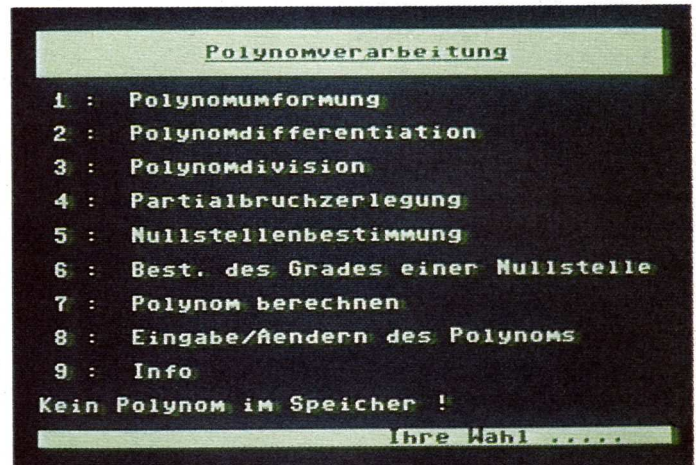 Polynomverarbeitung
1 : Polynomumformung
2 : Polynomdifferentiation
3 : Polynomdivision
4 : Partialbruchzerlegung
5 : Nullstellenbestimmung
6 : Best. des Grades einer Nullstelle
7 : Polynom berechnen
8 : Eingabe/Aendern des Polynoms
9 : Info
Kein Polynom im Speicher !
Ihre Wahl .....